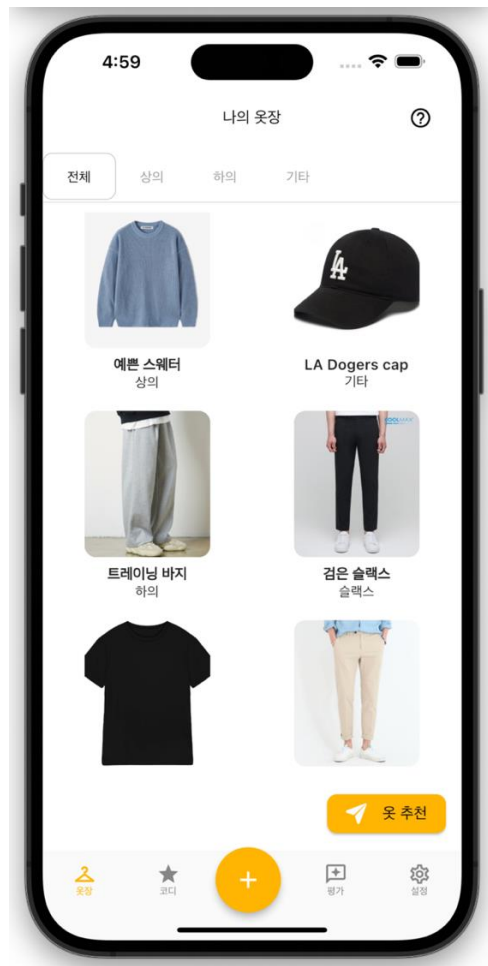 4:59
나의 옷장
전체 상의 하의 기타
LA
예쁜 스웨터
상의
LA Dogers cap
기타
트레이닝 바지
하의
검은 슬랙스
슬랙스
옷 추천
옷장
코디
평가
설정